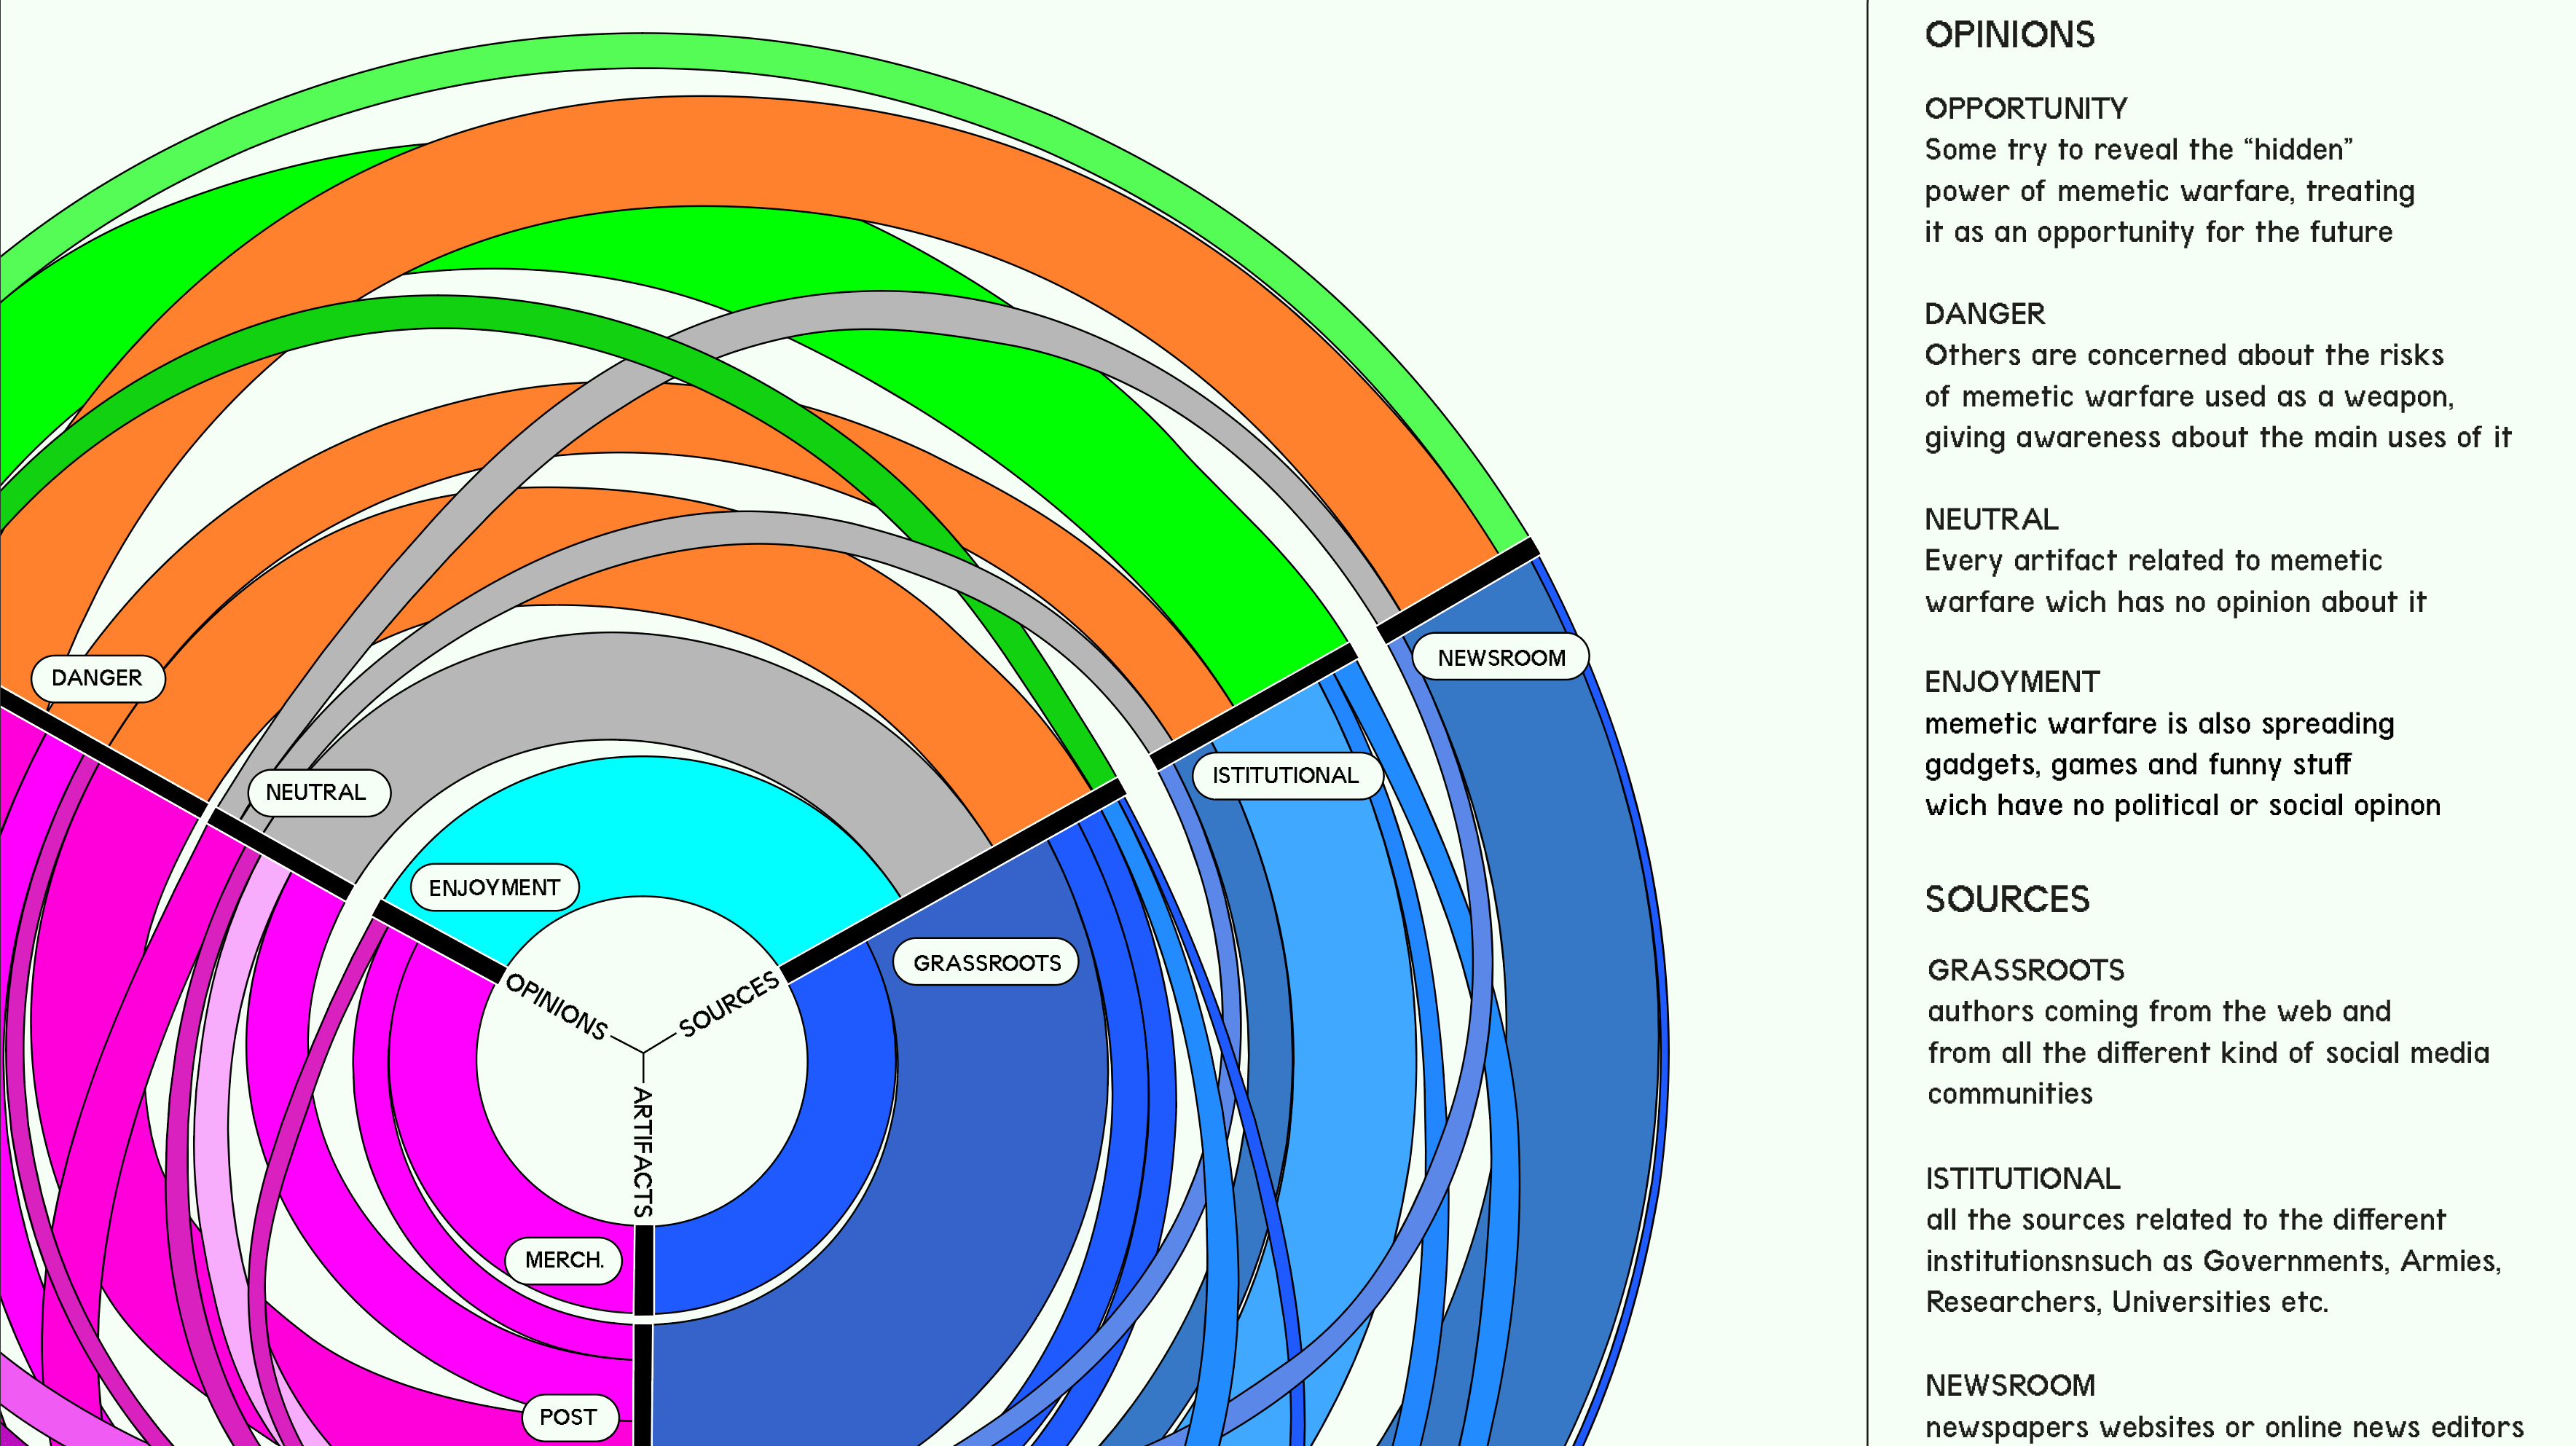 DANGER
NEUTRAL
ENJOYMENT
NEWSROOM
ISTITUTIONAL
GRASSROOTS
OPINIONS
SOURCES
ARTIFACTS
MERCH.
POST
OPINIONS
OPPORTUNITY
Some try to reveal the “hidden”
power of memetic warfare, treating
it as an opportunity for the future
DANGER
Others are concerned about the risks
of memetic warfare used as a weapon,
giving awareness about the main uses of it
NEUTRAL
Every artifact related to memetic
warfare wich has no opinion about it
ENJOYMENT
memetic warfare is also spreading
gadgets, games and funny stuff
wich have no political or social opinon
SOURCES
GRASSROOTS
authors coming from the web and
from all the different kind of social media
communities
ISTITUTIONAL
all the sources related to the different
institutionsnsuch as Governments, Armies,
Researchers, Universities etc.
NEWSROOM
newspapers websites or online news editors